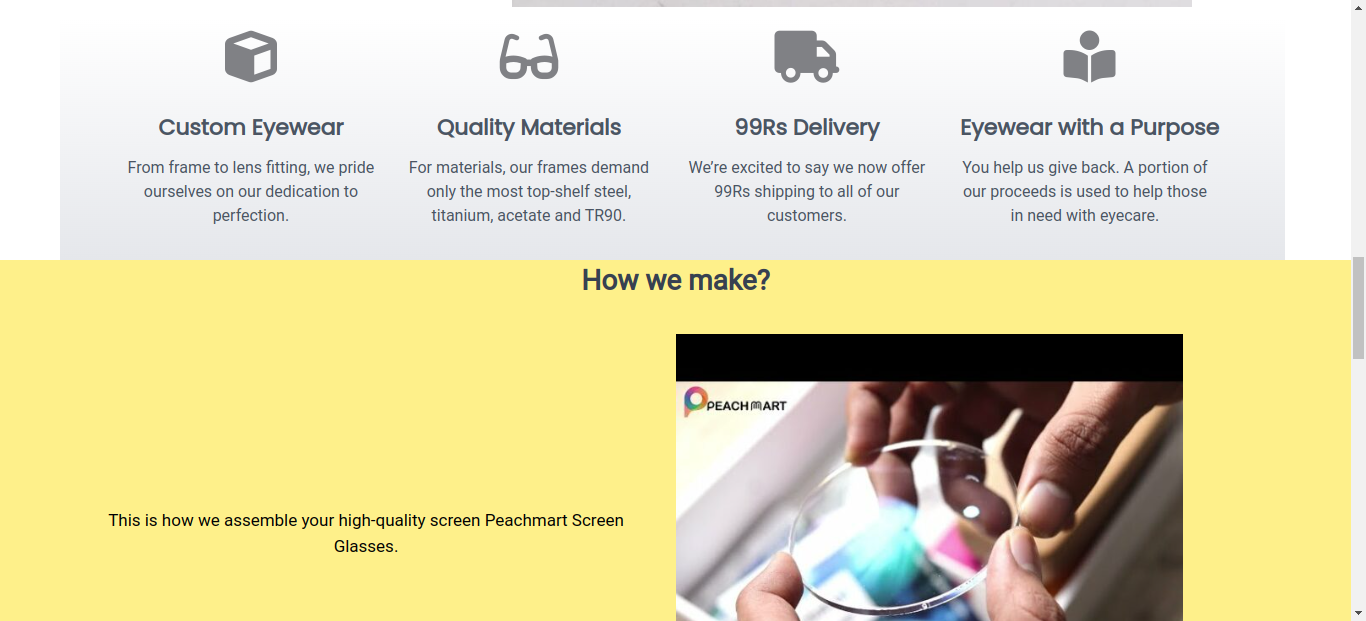 Custom Eyewear
From frame to lens fitting, we pride
ourselves on our dedication to
perfection.
Quality Materials
For materials, our frames demand
only the most top-shelf steel,
titanium, acetate and TR90.
99Rs Delivery
We’re excited to say we now offer
99Rs shipping to all of our
customers.
Eyewear with a Purpose
You help us give back. A portion of
our proceeds is used to help those
in need with eyecare.
How we make?
This is how we assemble your high-quality screen Peachmart Screen
Glasses.
PEACHMART